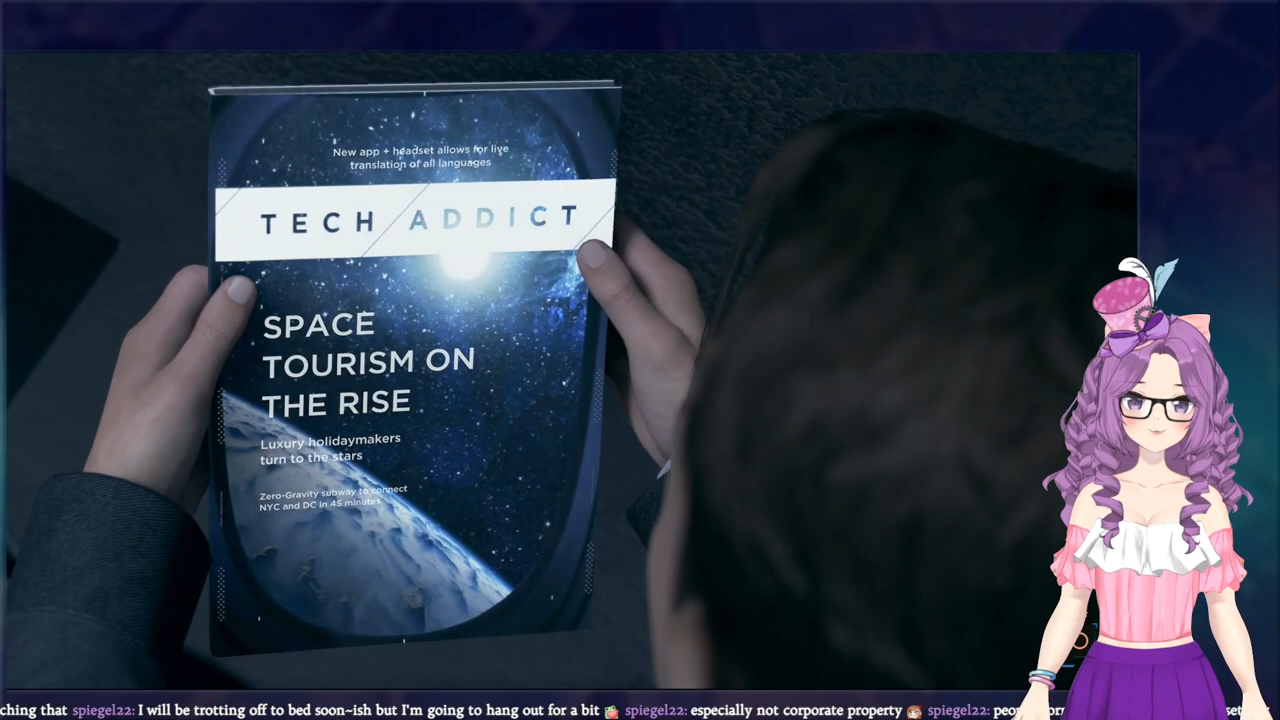 New app + headset allows for live
translation of all languages
TECH ADDICT
SPACE
TOURISM ON
THE RISE
Luxury holidaymakers
turn to the stars
Zero-Gravity subway to connect
NYC and DC in 45 minutes
ching that spiegel22: I will be trotting off to bed soon~ish but I'm going to hang out for a bit spiegel22: especially not corporate property spiegel22: